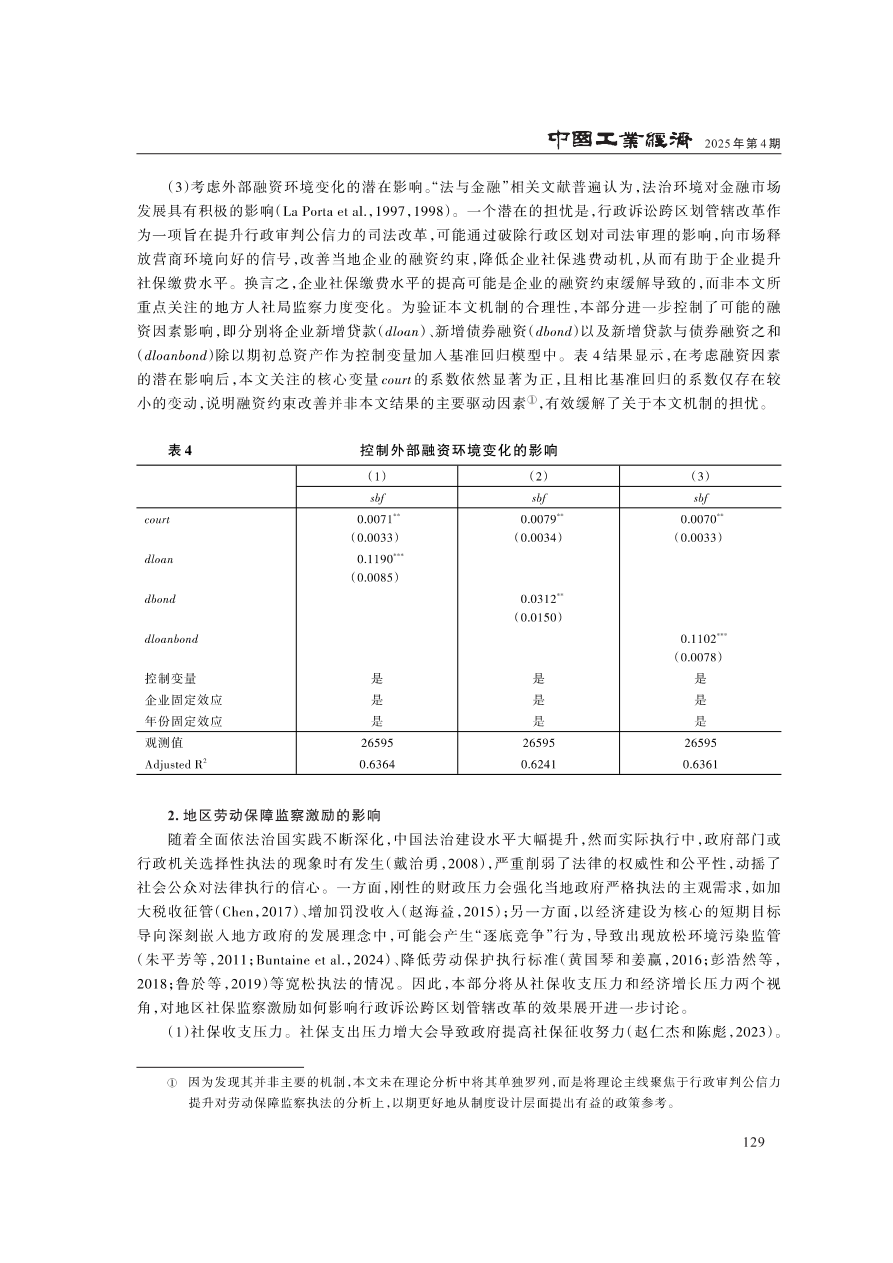 中国工业经济 2025年第4期
(3)考虑外部融资环境变化的潜在影响。“法与金融”相关文献普遍认为,法治环境对金融市场
发展具有积极的影响(La Porta et al.,1997,1998)。一个潜在的担忧是,行政诉讼跨区划管辖改革作
为一项旨在提升行政审判公信力的司法改革,可能通过破除行政区划对司法审理的影响,向市场释
放营商环境向好的信号,改善当地企业的融资约束,降低企业社保逃费动机,从而有助于企业提升
社保缴费水平。换言之,企业社保缴费水平的提高可能是企业的融资约束缓解导致的,而非本文所
重点关注的地方人社局监察力度变化。为验证本文机制的合理性,本部分进一步控制了可能的融
资因素影响,即分别将企业新增贷款(dloan)、新增债券融资(dbond)以及新增贷款与债券融资之和
(dloanbond)除以期初总资产作为控制变量加入基准回归模型中。表4结果显示,在考虑融资因素
的潜在影响后,本文关注的核心变量court的系数依然显著为正,且相比基准回归的系数仅存在较
小的变动,说明融资约束改善并非本文结果的主要驱动因素①,有效缓解了关于本文机制的担忧。
表4 控制外部融资环境变化的影响
(1) (2) (3)
sbf sbf sbf
court 0.0071** 0.0079** 0.0070**
(0.0033) (0.0034) (0.0033)
dloan 0.1190***
(0.0085)
dbond 0.0312**
(0.0150)
dloanbond 0.1102***
(0.0078)
控制变量 是 是 是
企业固定效应 是 是 是
年份固定效应 是 是 是
观测值 26595 26595 26595
Adjusted R² 0.6364 0.6241 0.6361
2. 地区劳动保障监察激励的影响
随着全面依法治国实践不断深化,中国法治建设水平大幅提升,然而实际执行中,政府部门或
行政机关选择性执法的现象时有发生(戴治勇,2008),严重削弱了法律的权威性和公平性,动摇了
社会公众对法律执行的信心。一方面,刚性的财政压力会强化当地政府严格执法的主观需求,如加
大税收征管(Chen,2017)、增加罚没收入(赵海益,2015);另一方面,以经济建设为核心的短期目标
导向深刻嵌入地方政府的发展理念中,可能会产生“逐底竞争”行为,导致出现放松环境污染监管
(朱平芳等,2011;Buntaine et al.,2024)、降低劳动保护执行标准(黄国琴和姜赢,2016;彭浩然等,
2018;鲁於等,2019)等宽松执法的情况。因此,本部分将从社保收支压力和经济增长压力两个视
角,对地区社保监察激励如何影响行政诉讼跨区划管辖改革的效果展开进一步讨论。
(1)社保收支压力。社保支出压力增大会导致政府提高社保征收努力(赵仁杰和陈彪,2023)。
① 因为发现其并非主要的机制,本文未在理论分析中将其单独罗列,而是将理论主线聚焦于行政审判公信力
提升对劳动保障监察执法的分析上,以期更好地从制度设计层面提出有益的政策参考。
129